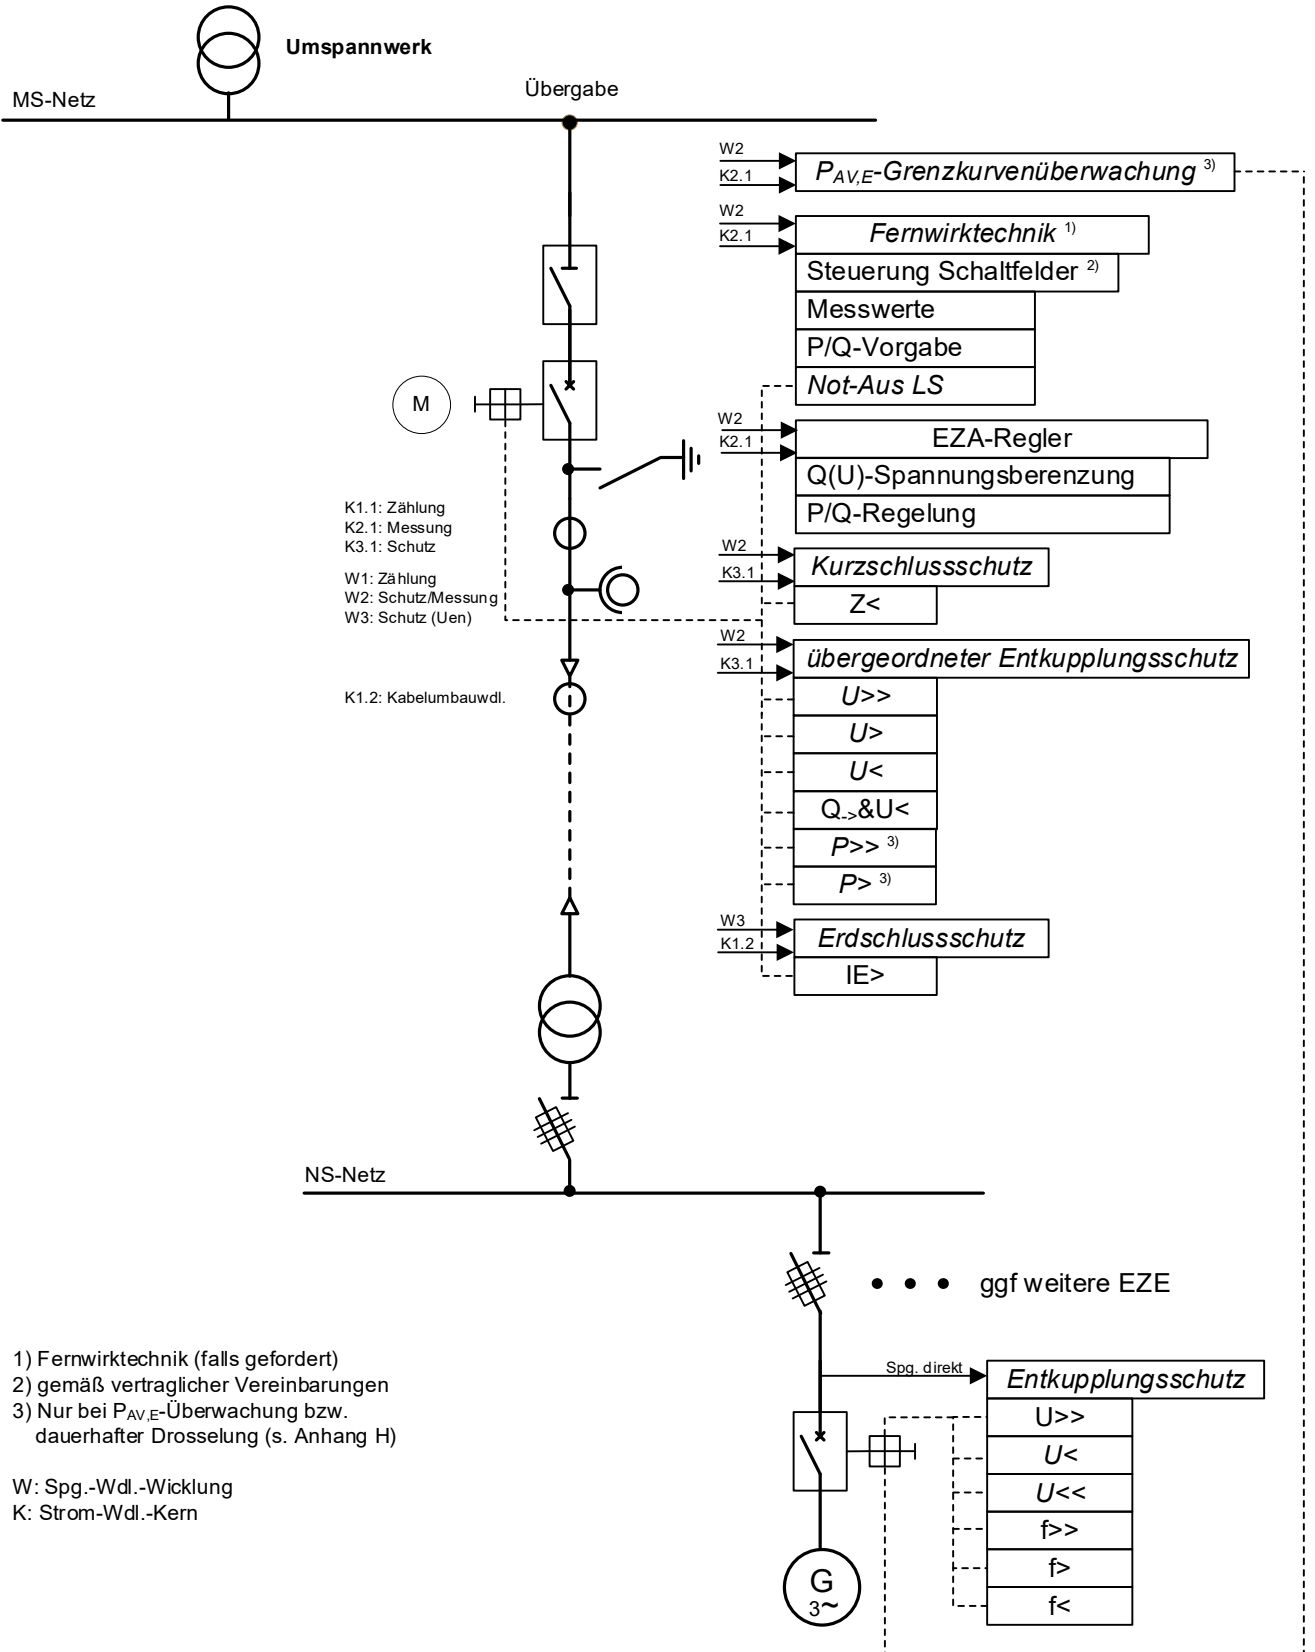 Umspannwerk
MS-Netz
Übergabe
W2
K2.1
P_AV,E-Grenzkurvenüberwachung 3)
W2
K2.1
Fernwirktechnik 1)
Steuerung Schaltfelder 2)
Messwerte
P/Q-Vorgabe
Not-Aus LS
M
W2
K2.1
EZA-Regler
Q(U)-Spannungsberenzung
P/Q-Regelung
K1.1: Zählung
K2.1: Messung
K3.1: Schutz
W1: Zählung
W2: Schutz/Messung
W3: Schutz (Uen)
W2
K3.1
Kurzschlussschutz
Z<
W2
K3.1
übergeordneter Entkupplungsschutz
U>>
U>
U<
Q->&U<
P>> 3)
P> 3)
K1.2: Kabelumbauwdl.
W3
K1.2
Erdschlussschutz
IE>
NS-Netz
ggf weitere EZE
Spg. direkt
Entkupplungsschutz
U>>
U<
U<<
f>>
f>
f<
G
3~
1) Fernwirktechnik (falls gefordert)
2) gemäß vertraglicher Vereinbarungen
3) Nur bei P_AV,E-Überwachung bzw.
dauerhafter Drosselung (s. Anhang H)
W: Spg.-Wdl.-Wicklung
K: Strom-Wdl.-Kern